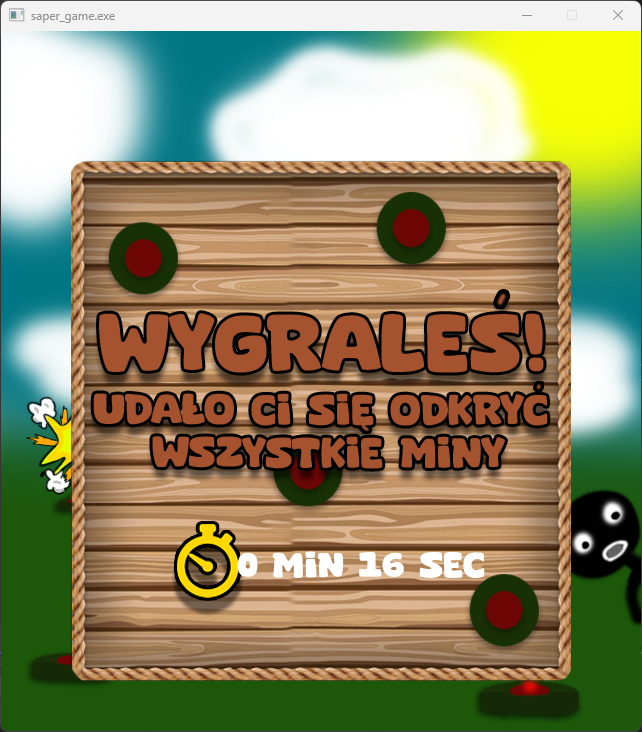 saper_game.exe
WYGRALEŚ!
UDAŁO Ci SiĘ ODKRYĆ
WSZYSTKiE MiNY
0 MiN 16 SEC